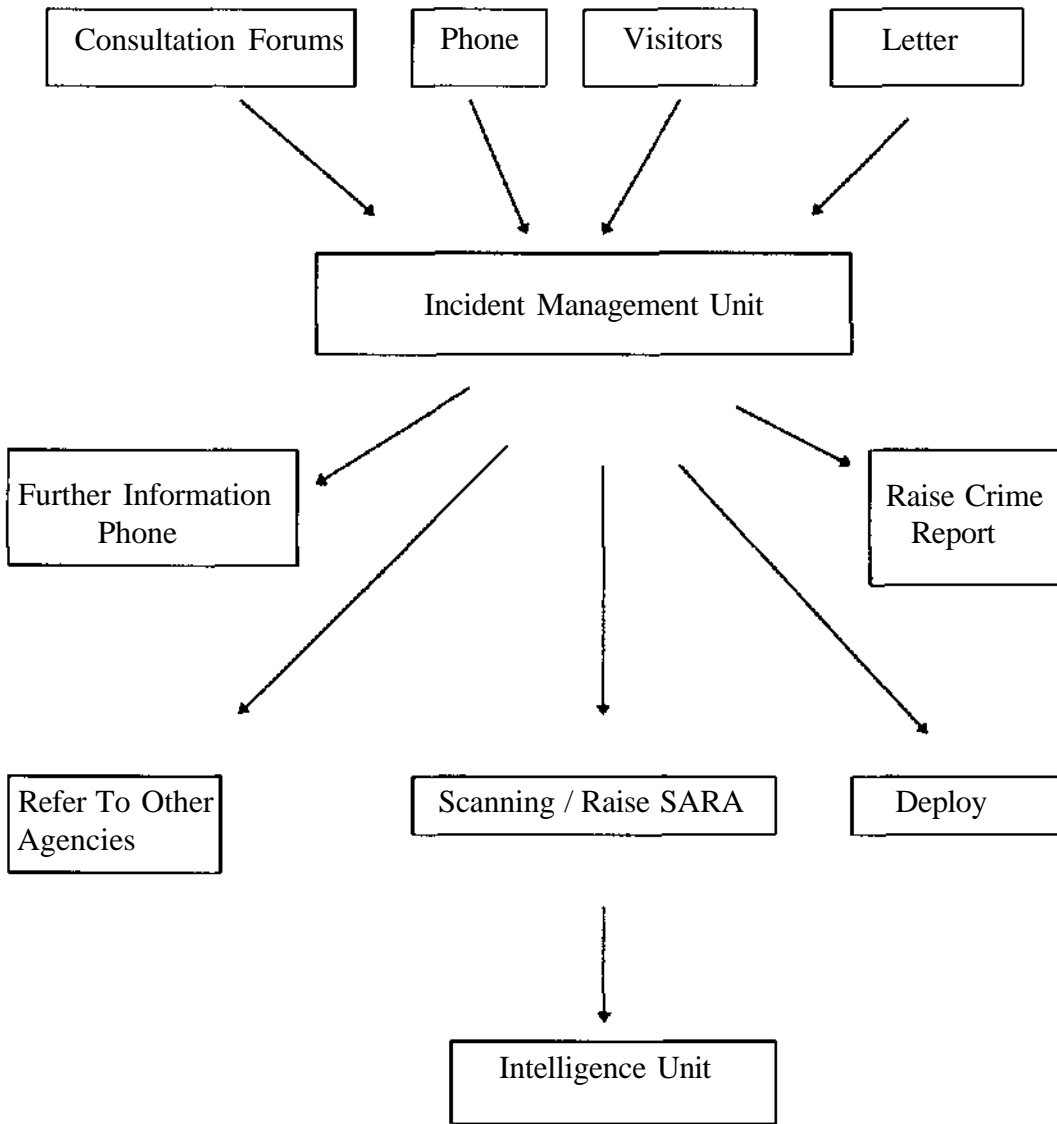 Consultation Forums
Phone
Visitors
Letter
Incident Management Unit
Further Information
Phone
Raise Crime
Report
Refer To Other
Agencies
Scanning / Raise SARA
Deploy
Intelligence Unit